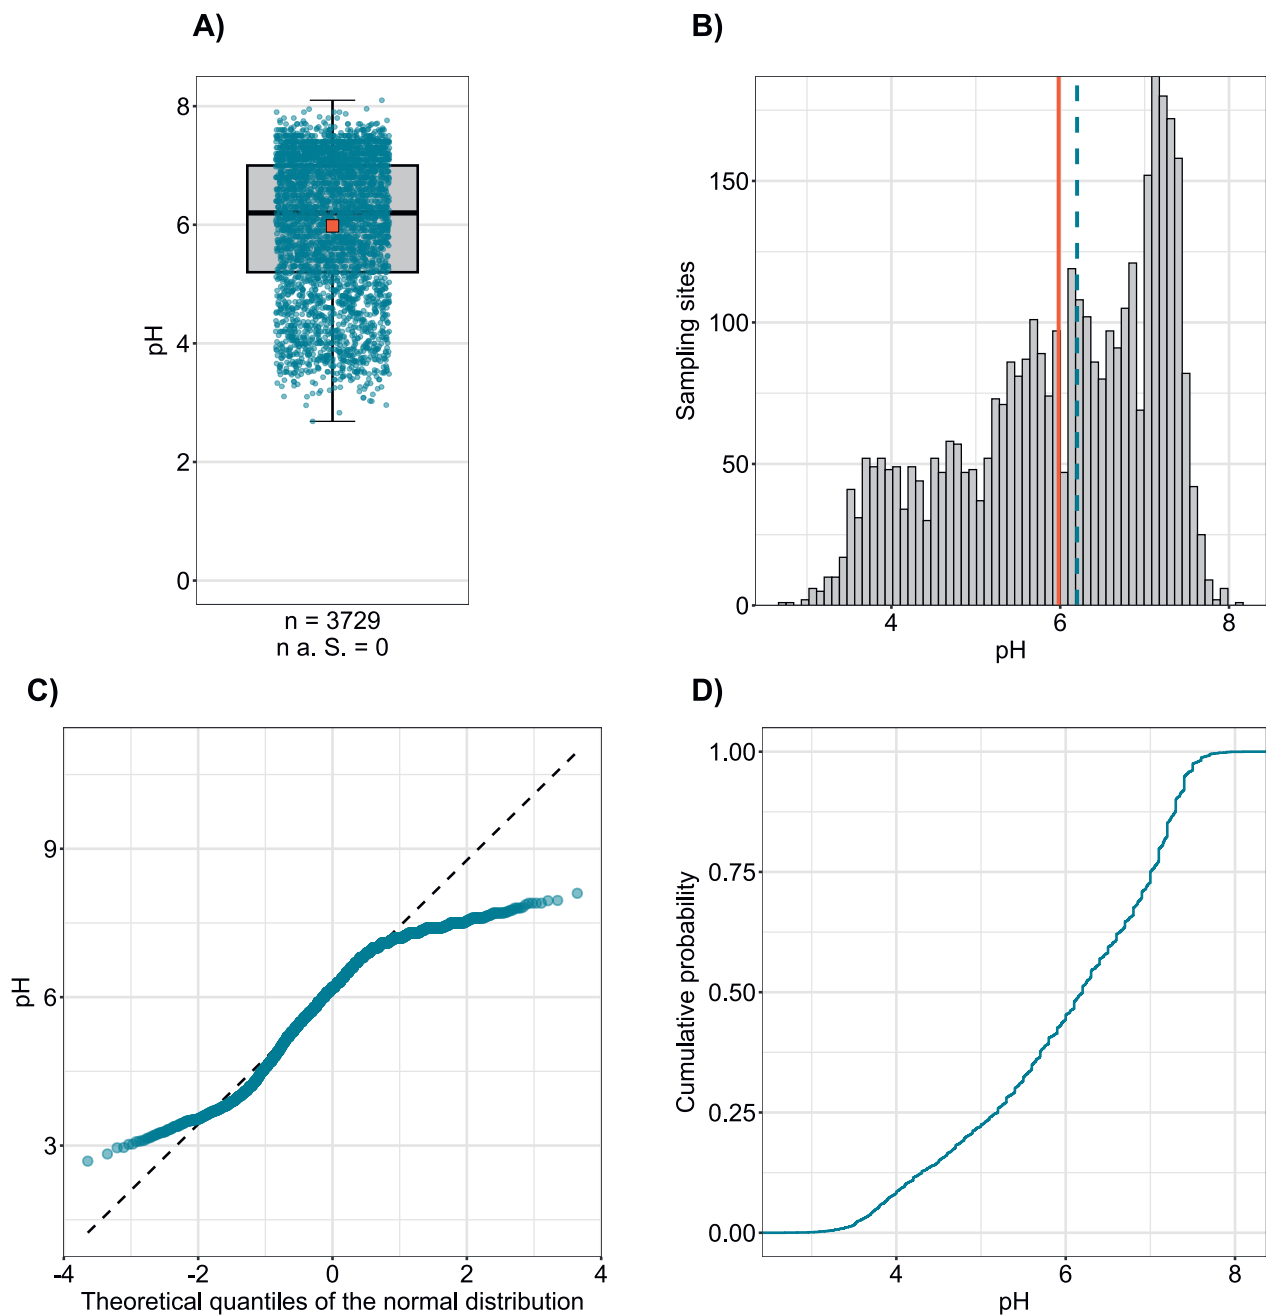 A)
8
6
4
2
0
pH
n = 3729
n a. S. = 0
B)
150
100
50
0
Sampling sites
4 6 8
pH
C)
9
6
3
pH
-4 -2 0 2 4
Theoretical quantiles of the normal distribution
D)
1.00
0.75
0.50
0.25
0.00
Cumulative probability
4 6 8
pH